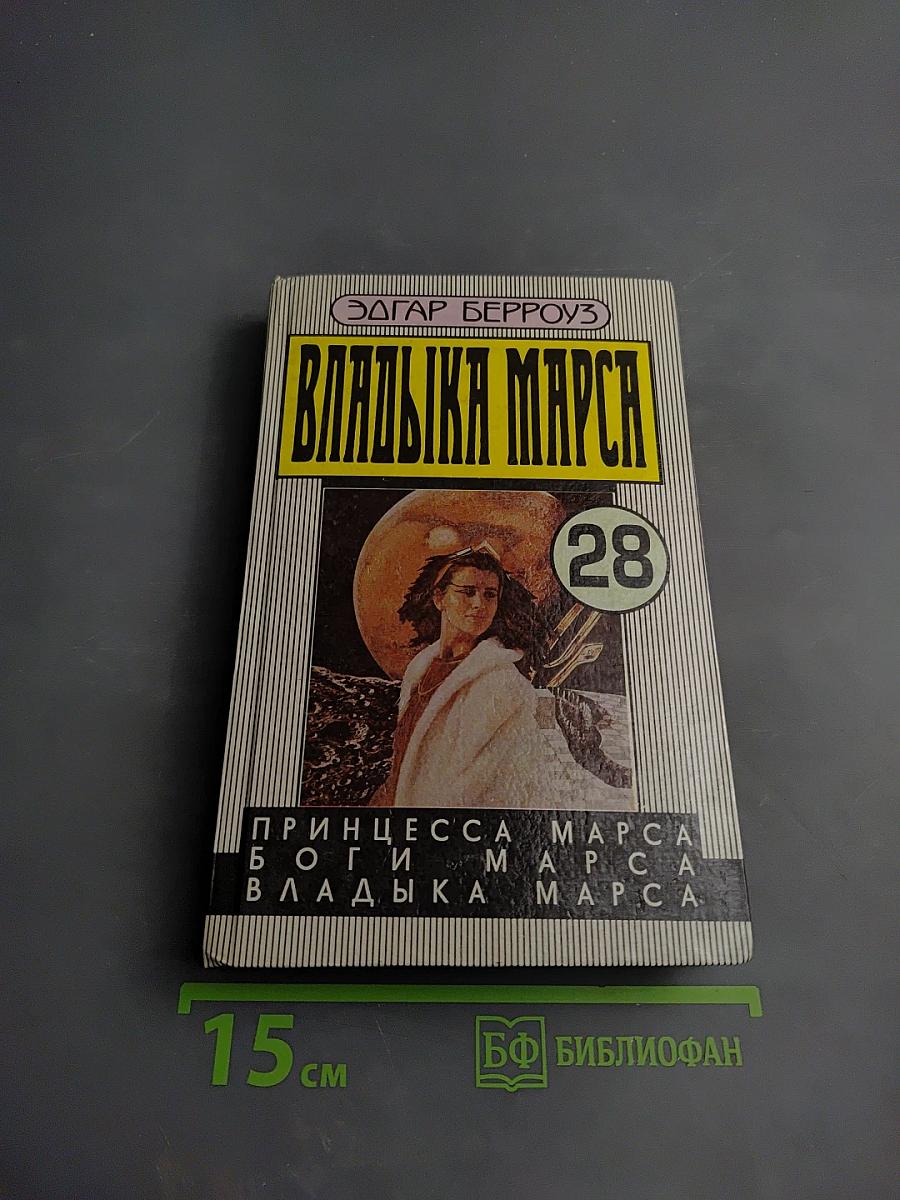 ЭДГАР БЕРРОУЗ
ВЛАДЫКА МАРСА
28
ПРИНЦЕССА МАРСА
БОГИ МАРСА
ВЛАДЫКА МАРСА
15 см
БФ БИБЛИОФАН